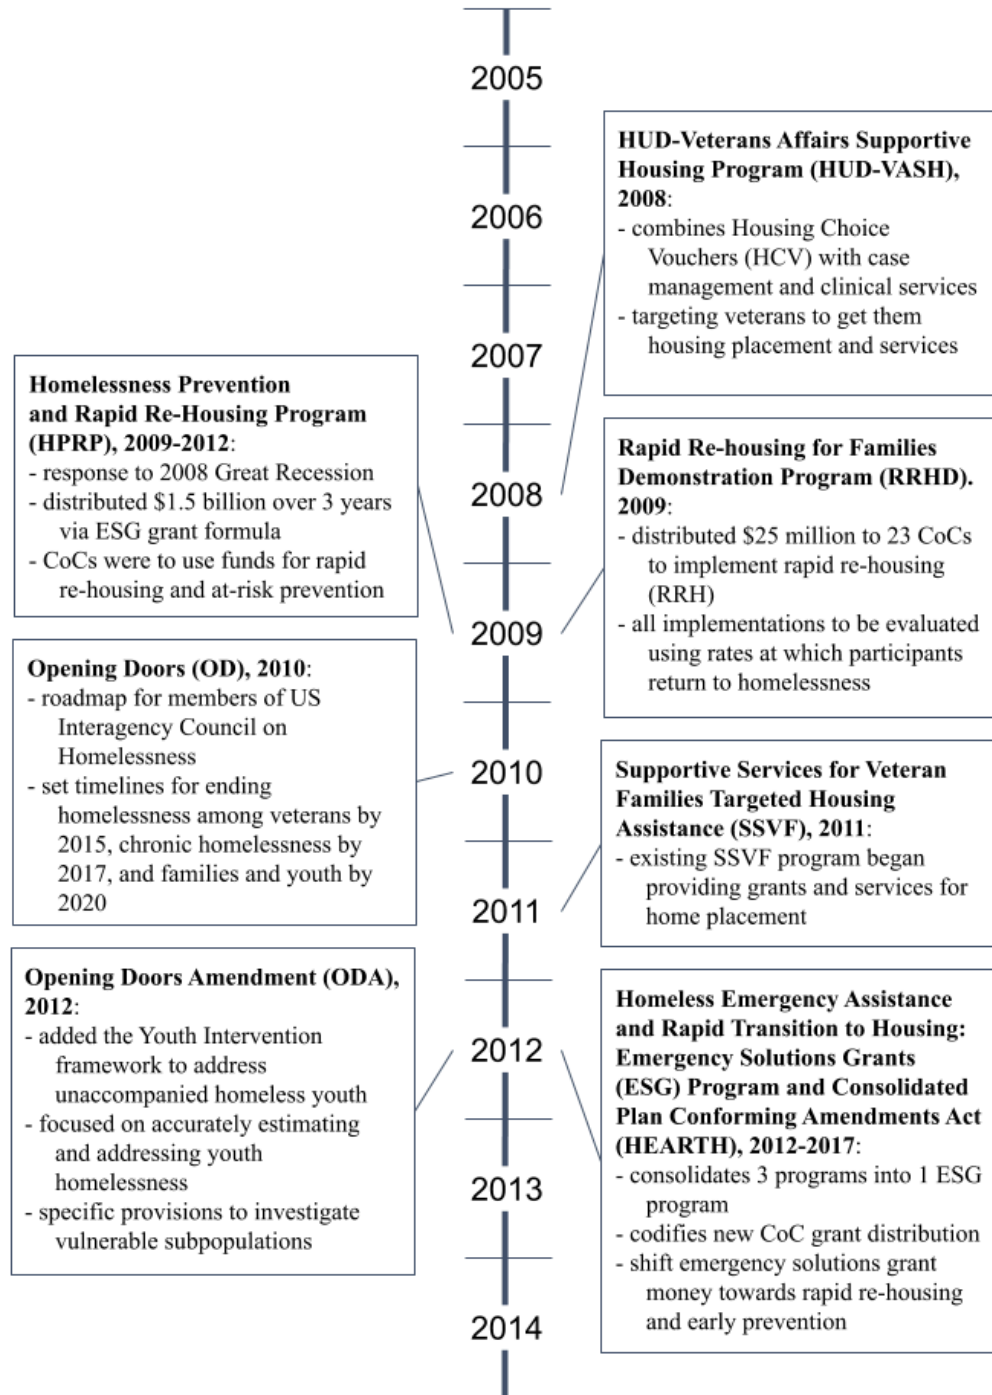 2005
2006
2007
2008
2009
2010
2011
2012
2013
2014
HUD-Veterans Affairs Supportive
Housing Program (HUD-VASH),
2008:
- combines Housing Choice
Vouchers (HCV) with case
management and clinical services
- targeting veterans to get them
housing placement and services
Homelessness Prevention
and Rapid Re-Housing Program
(HPRP), 2009-2012:
- response to 2008 Great Recession
- distributed $1.5 billion over 3 years
via ESG grant formula
- CoCs were to use funds for rapid
re-housing and at-risk prevention
Rapid Re-housing for Families
Demonstration Program (RRHD).
2009:
- distributed $25 million to 23 CoCs
to implement rapid re-housing
(RRH)
- all implementations to be evaluated
using rates at which participants
return to homelessness
Opening Doors (OD), 2010:
- roadmap for members of US
Interagency Council on
Homelessness
- set timelines for ending
homelessness among veterans by
2015, chronic homelessness by
2017, and families and youth by
2020
Supportive Services for Veteran
Families Targeted Housing
Assistance (SSVF), 2011:
- existing SSVF program began
providing grants and services for
home placement
Opening Doors Amendment (ODA),
2012:
- added the Youth Intervention
framework to address
unaccompanied homeless youth
- focused on accurately estimating
and addressing youth
homelessness
- specific provisions to investigate
vulnerable subpopulations
Homeless Emergency Assistance
and Rapid Transition to Housing:
Emergency Solutions Grants
(ESG) Program and Consolidated
Plan Conforming Amendments Act
(HEARTH), 2012-2017:
- consolidates 3 programs into 1 ESG
program
- codifies new CoC grant distribution
- shift emergency solutions grant
money towards rapid re-housing
and early prevention